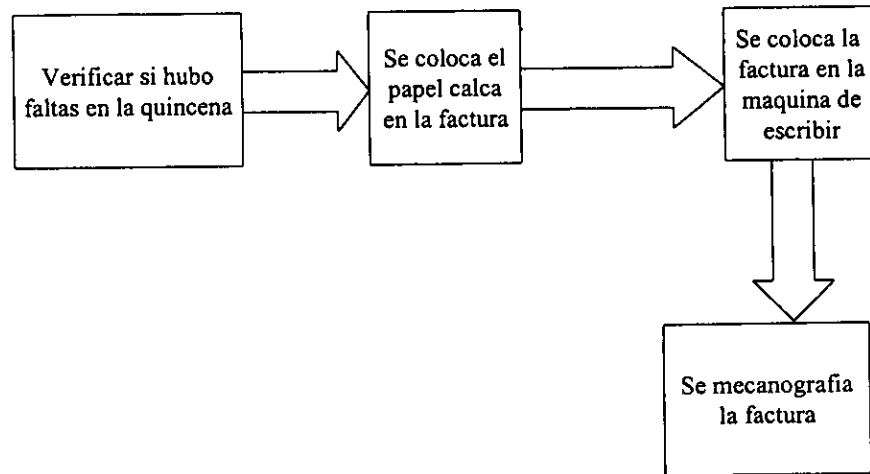 Verificar si hubo
faltas en la quincena
Se coloca el
papel calca
en la factura
Se coloca la
factura en la
maquina de
escribir
Se mecanografia
la factura